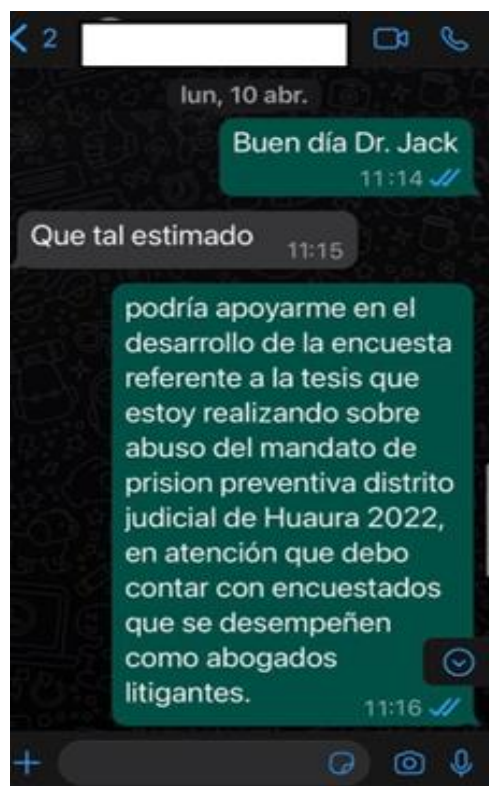 2
lun, 10 abr.
Buen día Dr. Jack
11:14
Que tal estimado
11:15
podría apoyarme en el
desarrollo de la encuesta
referente a la tesis que
estoy realizando sobre
abuso del mandato de
prision preventiva distrito
judicial de Huaura 2022,
en atención que debo
contar con encuestados
que se desempeñen
como abogados
litigantes.
11:16